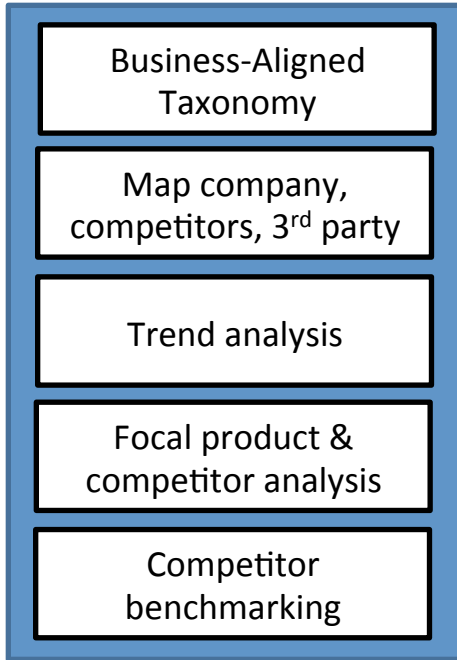 Business-Aligned
Taxonomy
Map company,
competitors, 3rd party
Trend analysis
Focal product &
competitor analysis
Competitor
benchmarking